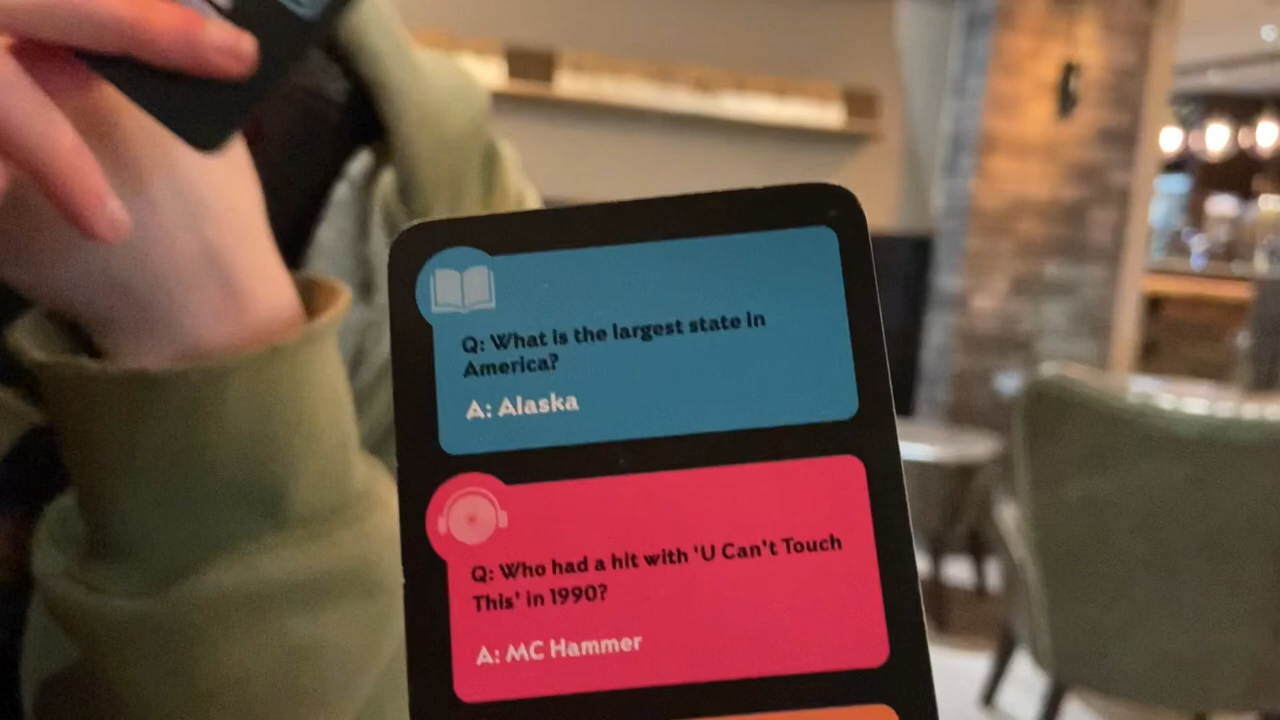 Q: What is the largest state in
America?
A: Alaska
Q: Who had a hit with 'U Can't Touch
This' in 1990?
A: MC Hammer